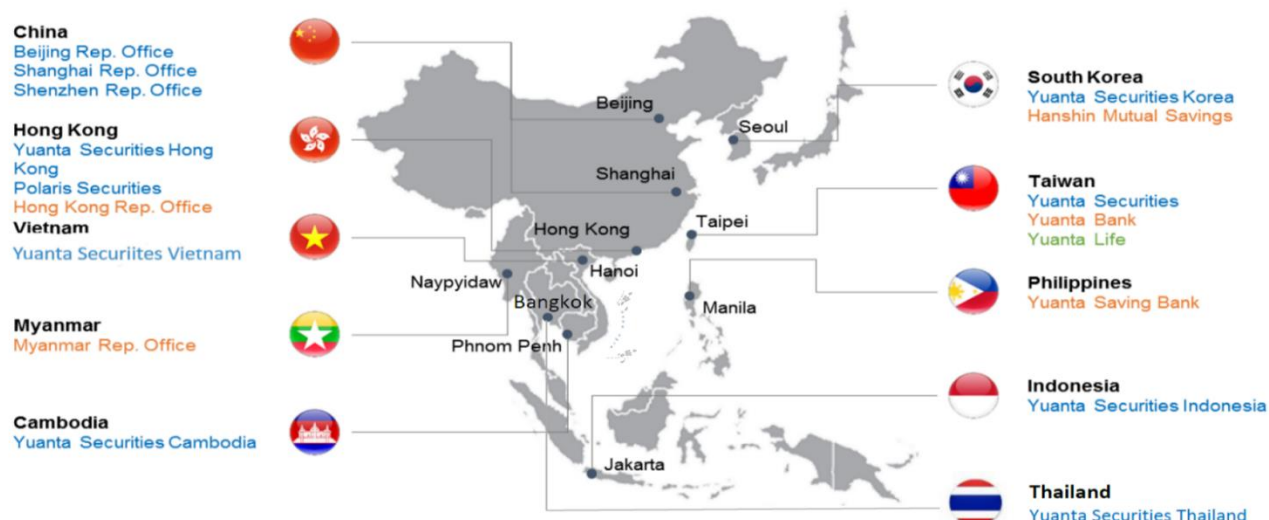 China
Beijing Rep. Office
Shanghai Rep. Office
Shenzhen Rep. Office
Hong Kong
Yuanta Securities Hong
Kong
Polaris Securities
Hong Kong Rep. Office
Vietnam
Yuanta Securiites Vietnam
Myanmar
Myanmar Rep. Office
Cambodia
Yuanta Securities Cambodia
Beijing
Seoul
Shanghai
Taipei
Hong Kong
Hanoi
Naypyidaw
Bangkok
Manila
Phnom Penh
Jakarta
South Korea
Yuanta Securities Korea
Hanshin Mutual Savings
Taiwan
Yuanta Securities
Yuanta Bank
Yuanta Life
Philippines
Yuanta Saving Bank
Indonesia
Yuanta Securities Indonesia
Thailand
Yuanta Securities Thailand